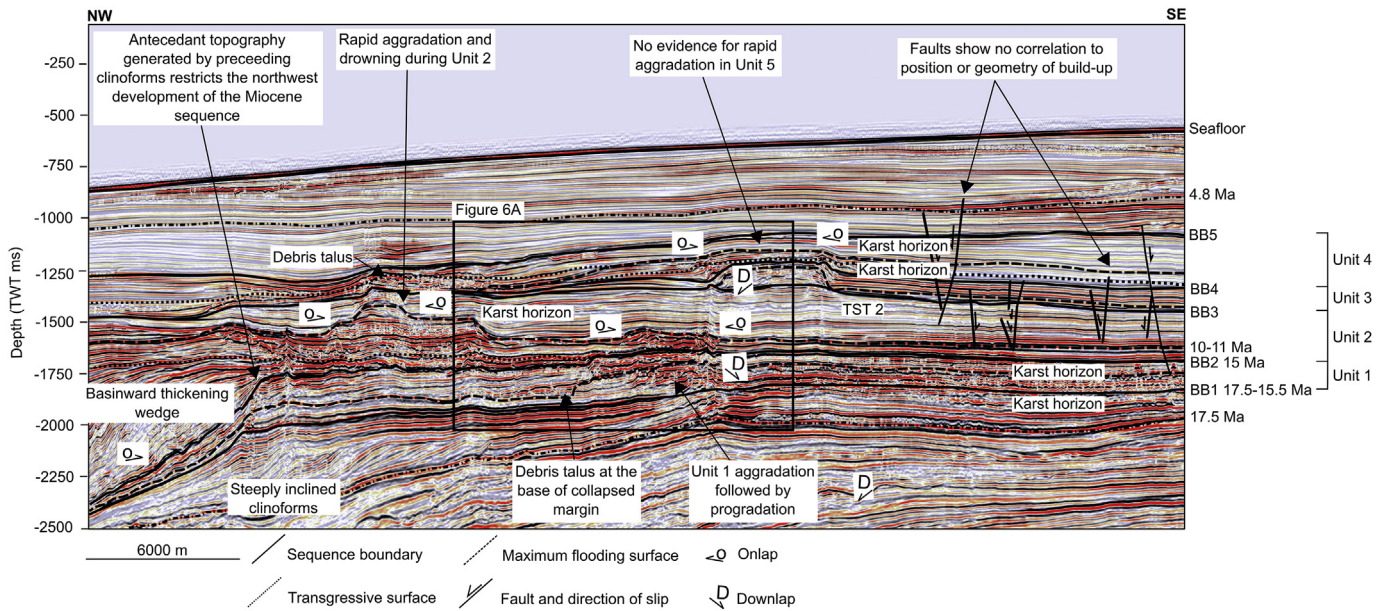 NW
SE
Antecedant topography
generated by preceeding
clinoforms restricts the northwest
development of the Miocene
sequence
Rapid aggradation and
drowning during Unit 2
No evidence for rapid
aggradation in Unit 5
Faults show no correlation to
position or geometry of build-up
-250
-500
-750
-1000
-1250
-1500
-1750
-2000
-2250
-2500
Depth (TWT ms)
Seafloor
4.8 Ma
BB5
BB4
BB3
10-11 Ma
BB2 15 Ma
BB1 17.5-15.5 Ma
17.5 Ma
Unit 4
Unit 3
Unit 2
Unit 1
Figure 6A
Debris talus
O
O
Karst horizon
Karst horizon
D
O
O
Karst horizon
O
O
TST 2
D
Karst horizon
Karst horizon
Basinward thickening
wedge
O
Steeply inclined
clinoforms
Debris talus at the
base of collapsed
margin
Unit 1 aggradation
followed by
progradation
D
6000 m
Sequence boundary
Maximum flooding surface
O Onlap
Transgressive surface
Fault and direction of slip
D Downlap